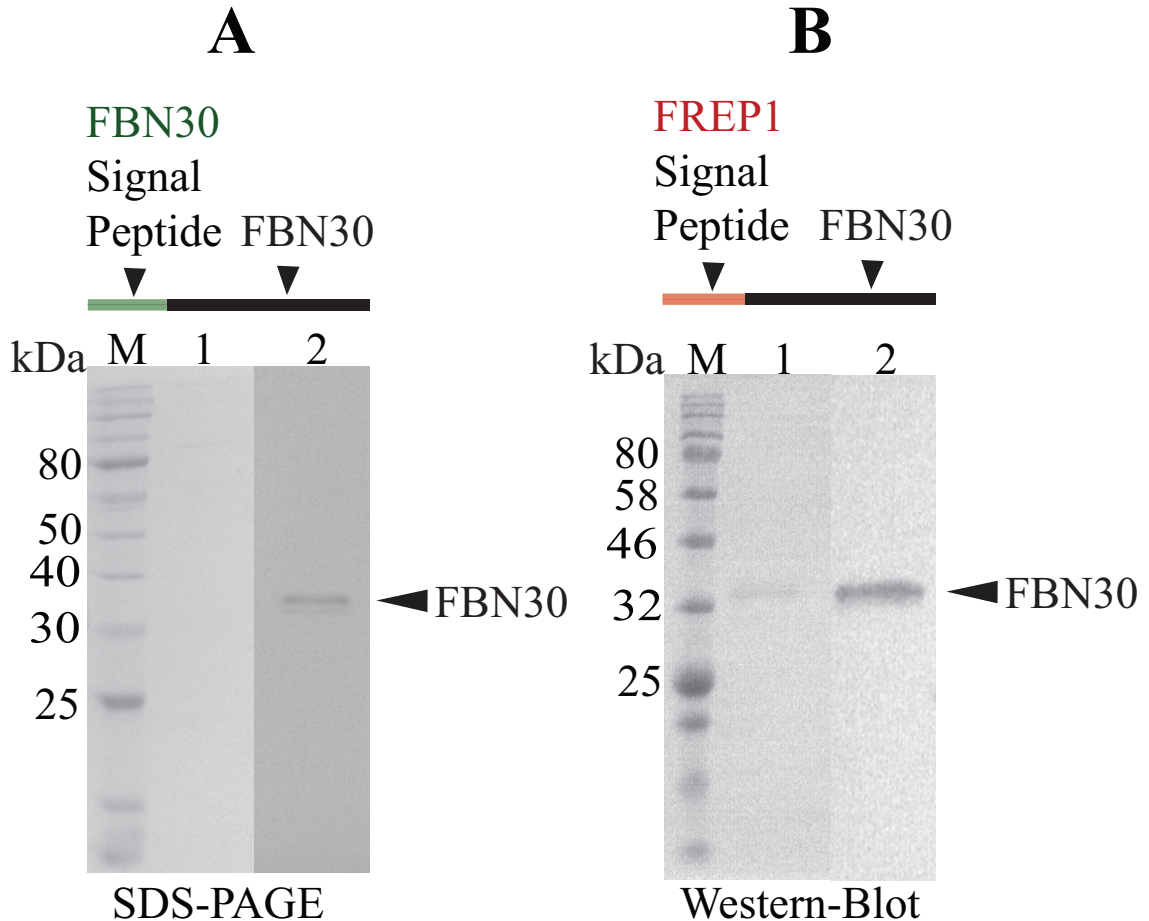 A
FBN30
Signal
Peptide FBN30
kDa M 1 2
80
50
40
30
25
FBN30
SDS-PAGE
B
FREP1
Signal
Peptide FBN30
kDa M 1 2
80
58
46
32
25
FBN30
Western-Blot